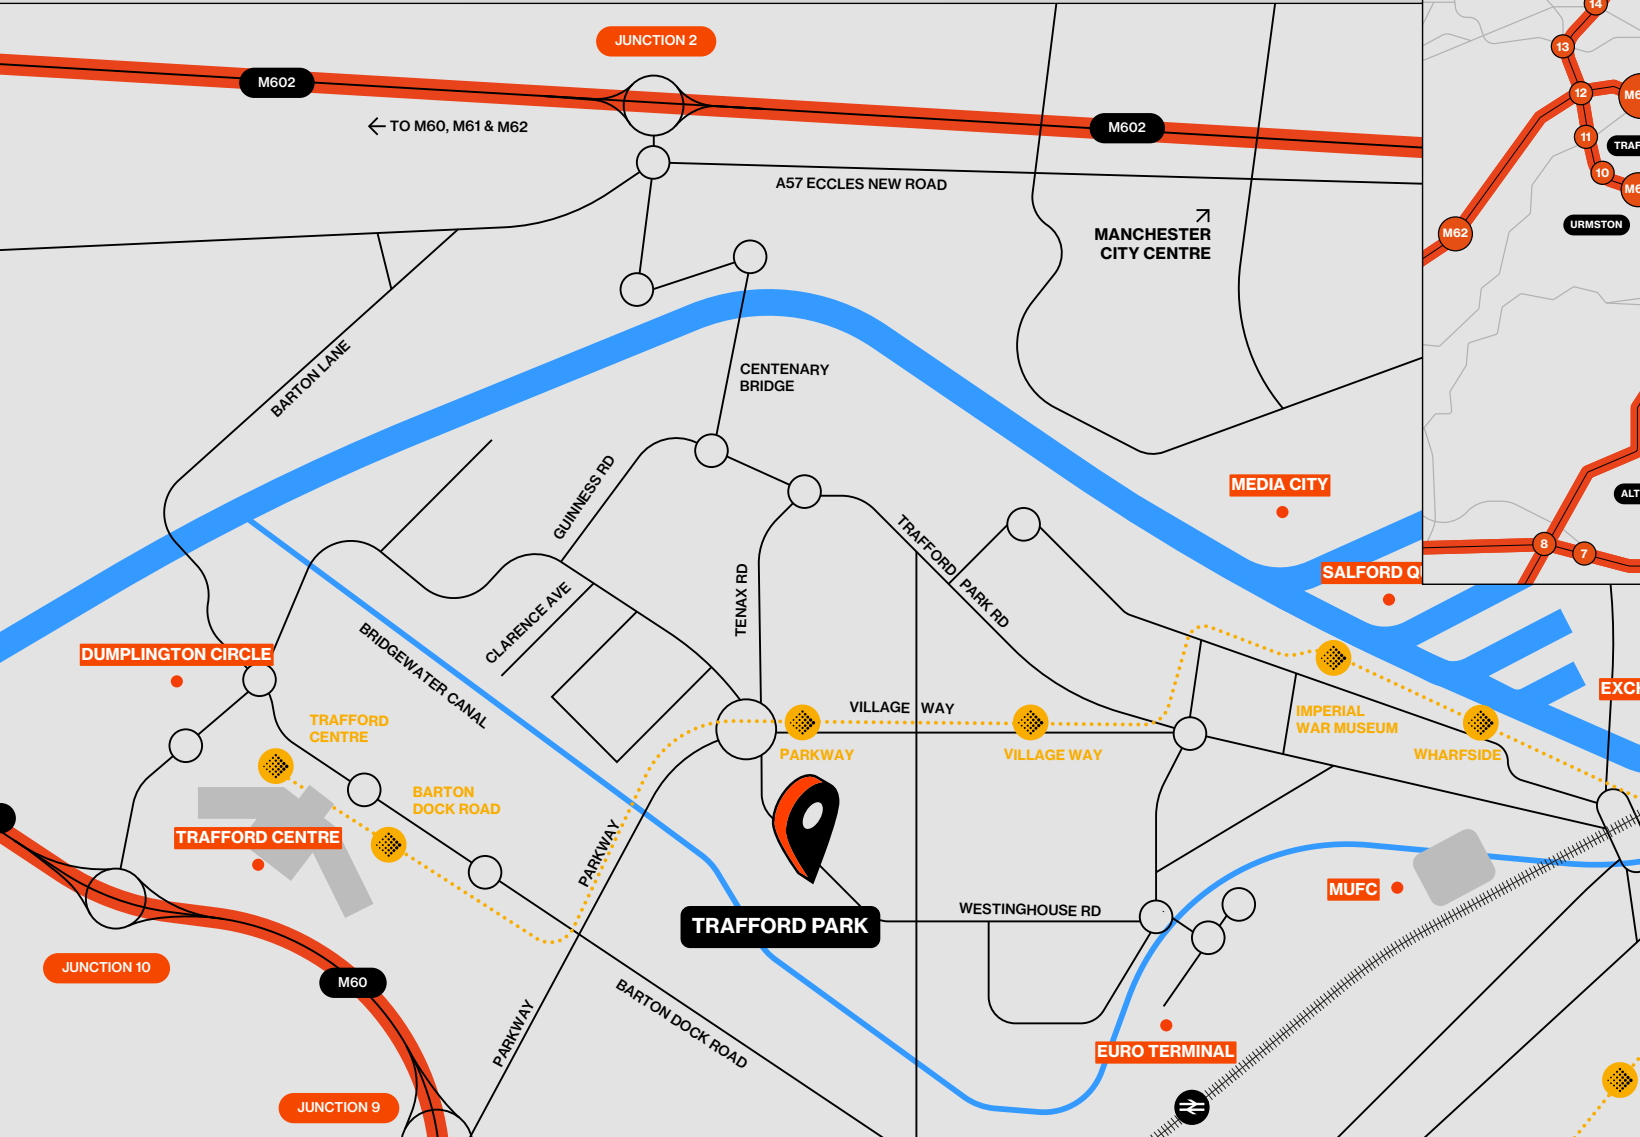 JUNCTION 2
M602
TO M60, M61 & M62
M602
A57 ECCLES NEW ROAD
MANCHESTER
CITY CENTRE
BARTON LANE
CENTENARY
BRIDGE
GUINNESS RD
MEDIA CITY
TRAFFORD PARK RD
TENAX RD
CLARENCE AVE
BRIDGEWATER CANAL
DUMPLINGTON CIRCLE
TRAFFORD
CENTRE
VILLAGE WAY
PARKWAY
VILLAGE WAY
IMPERIAL
WAR MUSEUM
WHARFSIDE
BARTON
DOCK ROAD
TRAFFORD CENTRE
PARKWAY
MUFC
TRAFFORD PARK
WESTINGHOUSE RD
JUNCTION 10
M60
BARTON DOCK ROAD
PARKWAY
EURO TERMINAL
JUNCTION 9
SALFORD
14
13
12
11
10
M62
URMSTON
8
7